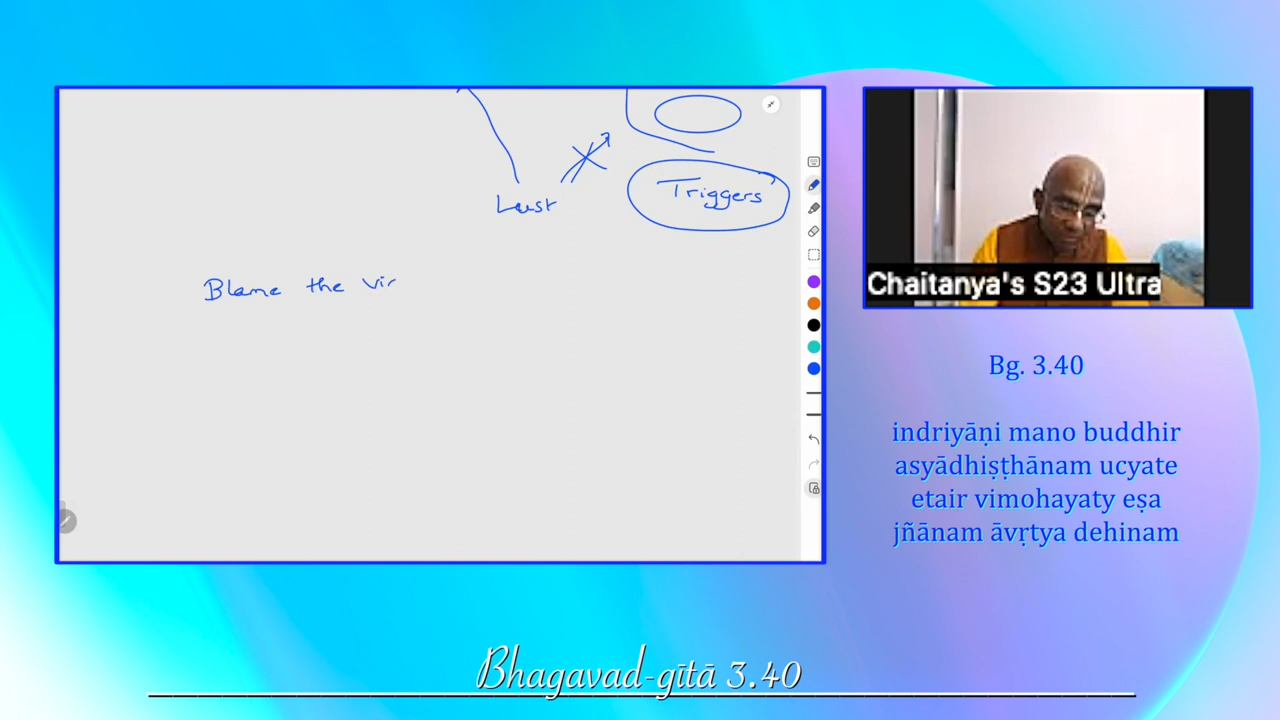 Triggers
Lust
Blame the vir
Chaitanya's S23 Ultra
Bg. 3.40
indriyāṇi mano buddhir
asyādhiṣṭhānam ucyate
etair vimohayaty eṣa
jñānam āvṛtya dehinam
Bhagavad-gītā 3.40